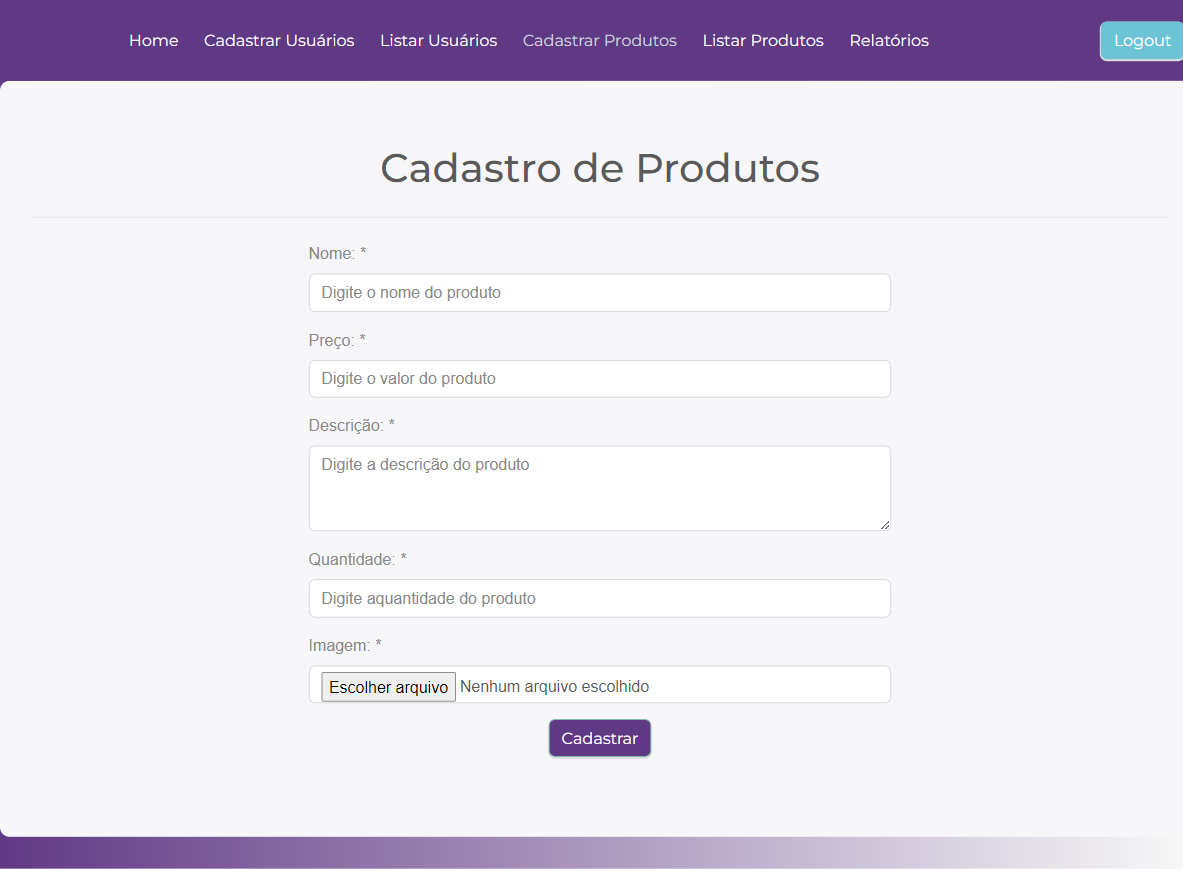 Home Cadastrar Usuários Listar Usuários Cadastrar Produtos Listar Produtos Relatórios Logout
Cadastro de Produtos
Nome: *
Digite o nome do produto
Preço: *
Digite o valor do produto
Descrição: *
Digite a descrição do produto
Quantidade: *
Digite aquantidade do produto
Imagem: *
Escolher arquivo Nenhum arquivo escolhido
Cadastrar